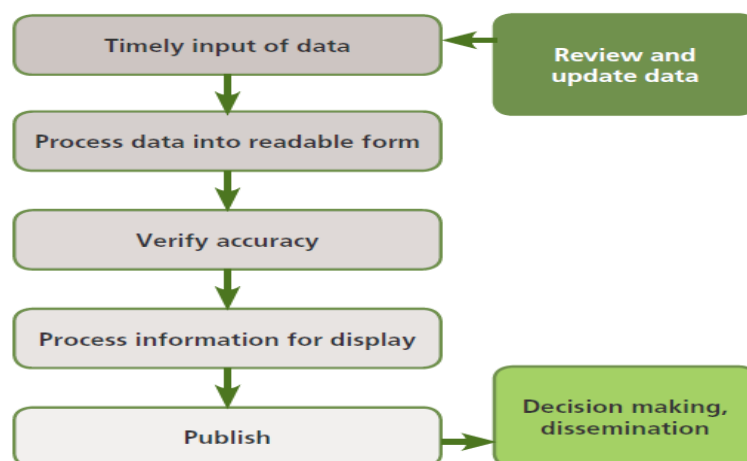 Timely input of data
Review and
update data
Process data into readable form
Verify accuracy
Process information for display
Publish
Decision making,
dissemination